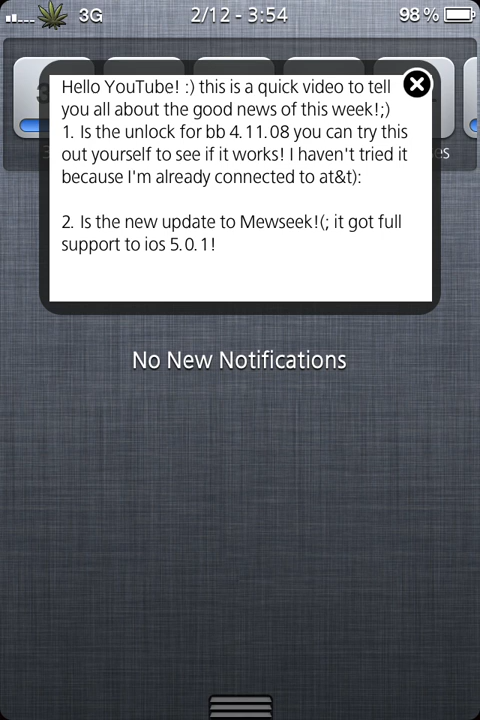 3G 2/12 - 3:54 98%
Hello YouTube! :) this is a quick video to tell
you all about the good news of this week!;)
1. Is the unlock for bb 4.11.08 you can try this
out yourself to see if it works! I haven't tried it
because I'm already connected to at&t):
2. Is the new update to Mewseek!(; it got full
support to ios 5.0.1!
No New Notifications